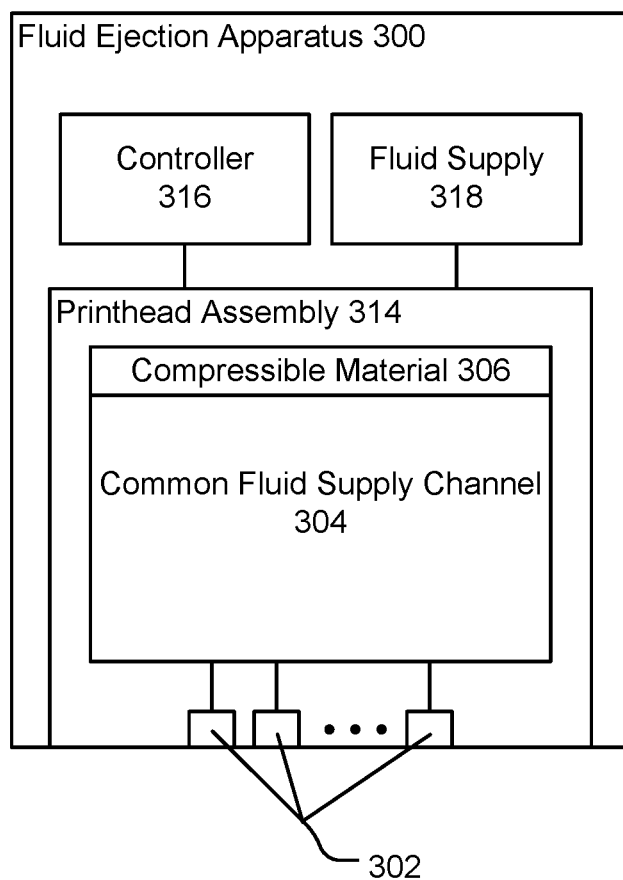 Fluid Ejection Apparatus 300
Controller
316
Fluid Supply
318
Printhead Assembly 314
Compressible Material 306
Common Fluid Supply Channel
304
302